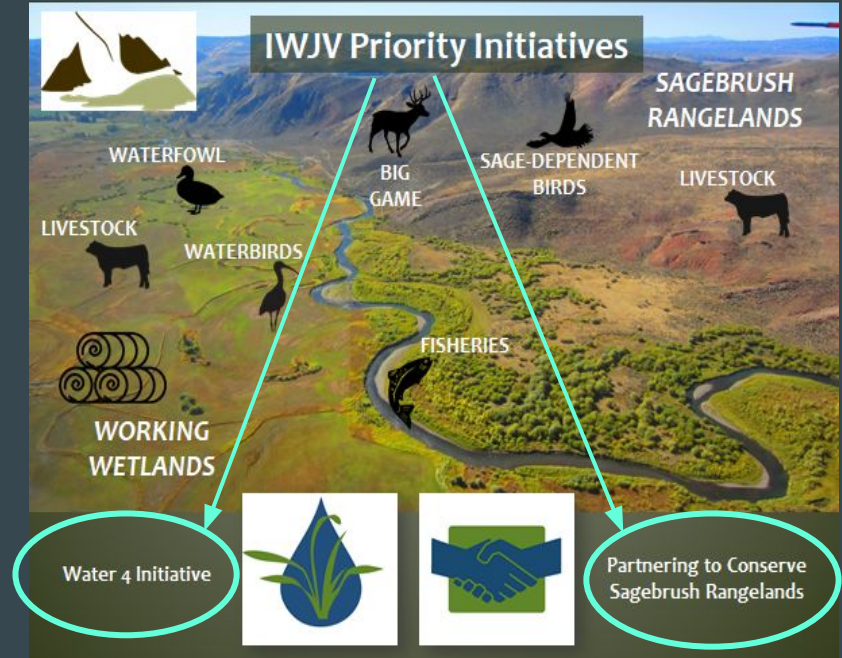 IWJV Priority Initiatives
SAGEBRUSH
RANGELANDS
WATERFOWL
BIG
GAME
SAGE-DEPENDENT
BIRDS
LIVESTOCK
LIVESTOCK
WATERBIRDS
FISHERIES
WORKING
WETLANDS
Water 4 Initiative
Partnering to Conserve
Sagebrush Rangelands